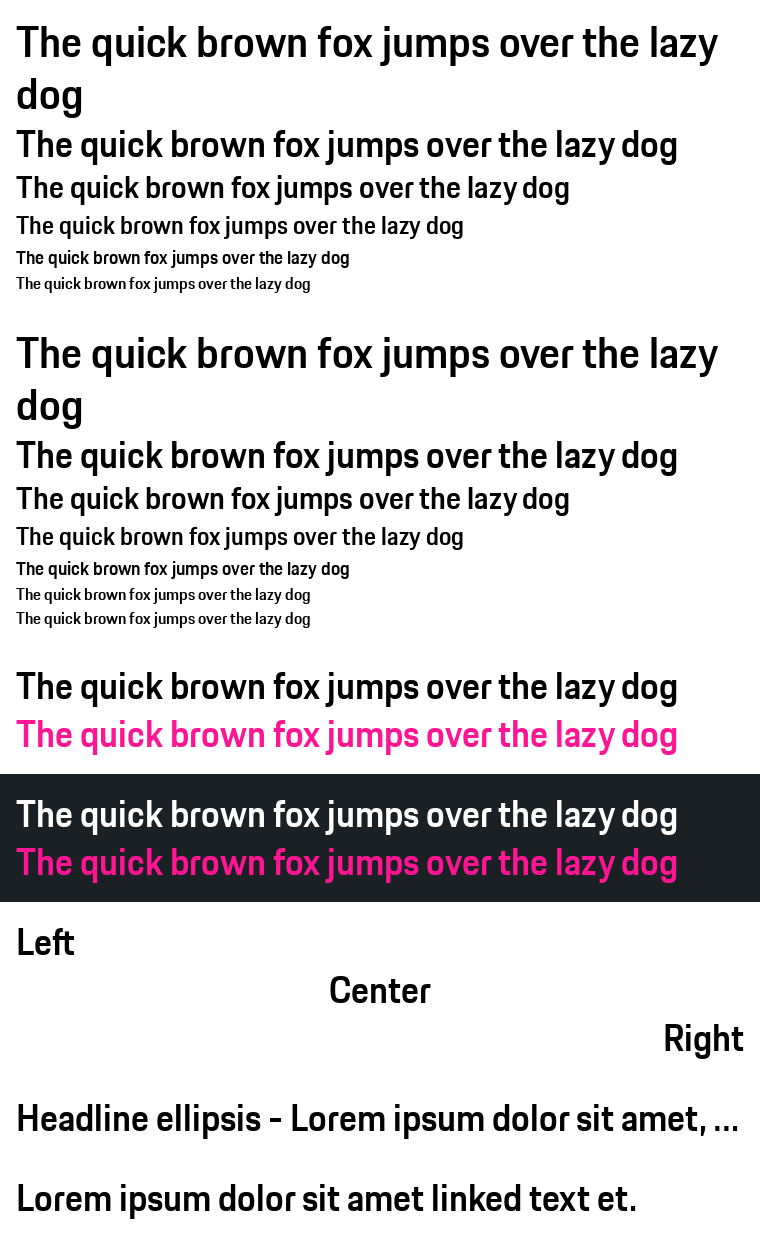 The quick brown fox jumps over the lazy
dog
The quick brown fox jumps over the lazy dog
The quick brown fox jumps over the lazy dog
The quick brown fox jumps over the lazy dog
The quick brown fox jumps over the lazy dog
The quick brown fox jumps over the lazy dog
The quick brown fox jumps over the lazy
dog
The quick brown fox jumps over the lazy dog
The quick brown fox jumps over the lazy dog
The quick brown fox jumps over the lazy dog
The quick brown fox jumps over the lazy dog
The quick brown fox jumps over the lazy dog
The quick brown fox jumps over the lazy dog
The quick brown fox jumps over the lazy dog
The quick brown fox jumps over the lazy dog
The quick brown fox jumps over the lazy dog
The quick brown fox jumps over the lazy dog
Left
Center
Right
Headline ellipsis - Lorem ipsum dolor sit amet, ...
Lorem ipsum dolor sit amet linked text et.